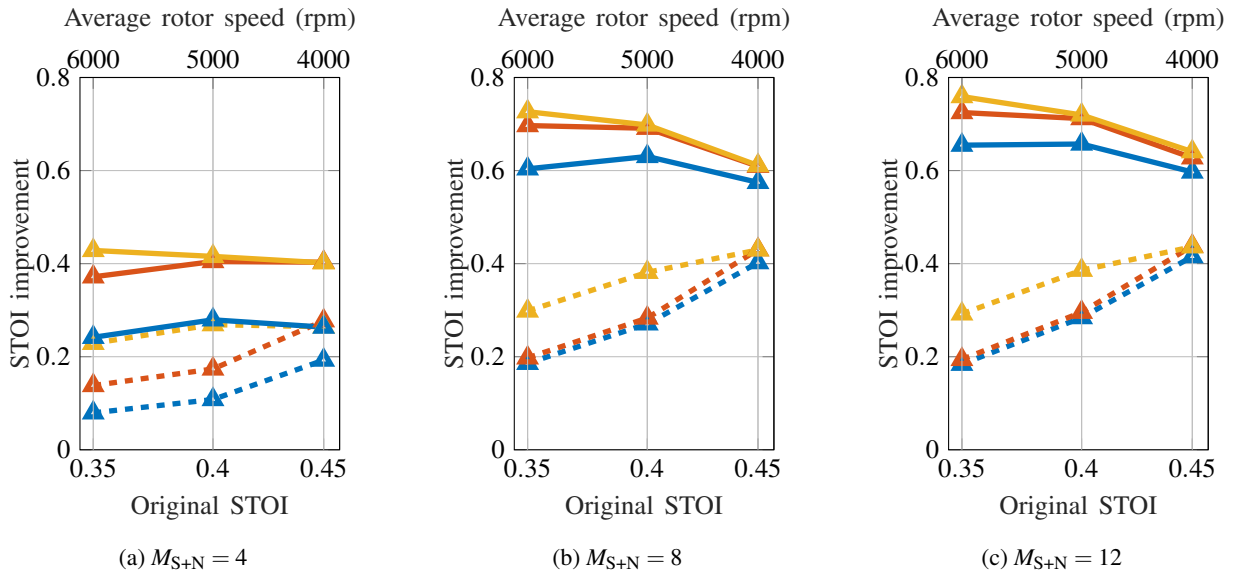 Average rotor speed (rpm)
6000 5000 4000
0.8
0.6
0.4
0.2
0
STOI improvement
0.35 0.4 0.45
Original STOI
(a) M_S+N = 4
Average rotor speed (rpm)
6000 5000 4000
0.8
0.6
0.4
0.2
0
STOI improvement
0.35 0.4 0.45
Original STOI
(b) M_S+N = 8
Average rotor speed (rpm)
6000 5000 4000
0.8
0.6
0.4
0.2
0
STOI improvement
0.35 0.4 0.45
Original STOI
(c) M_S+N = 12